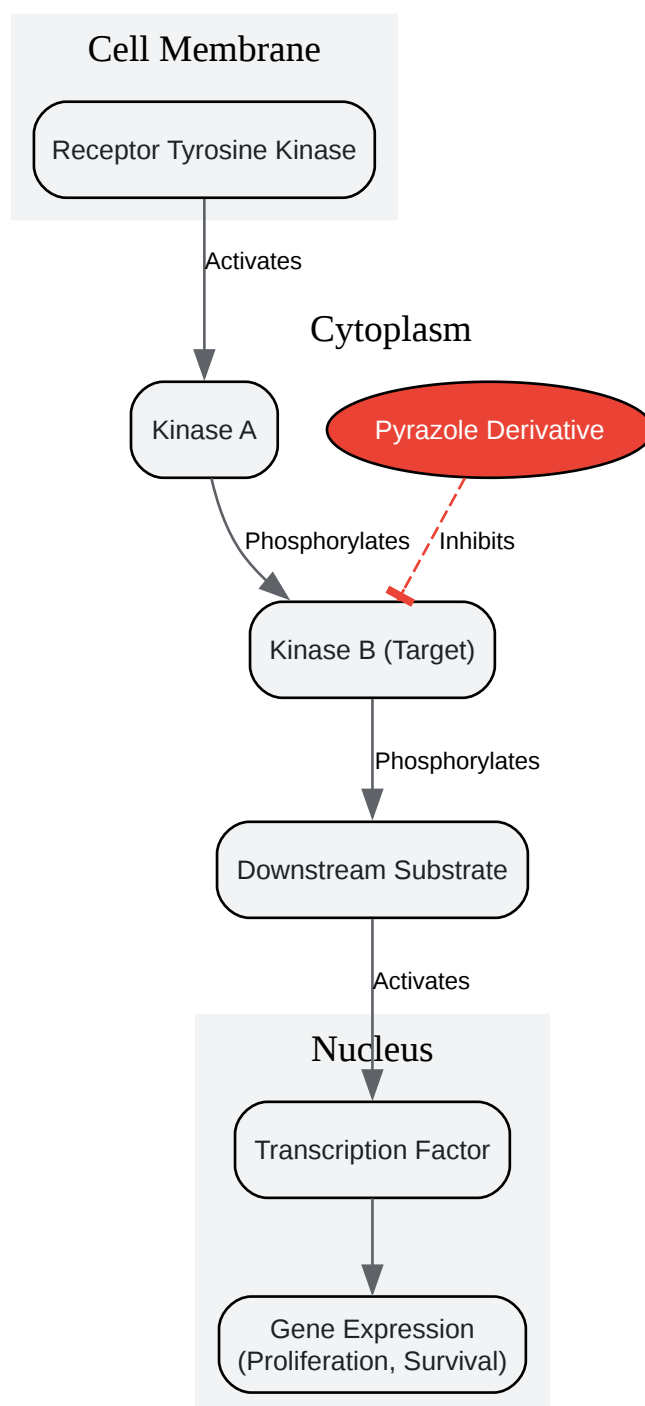 Cell Membrane
Receptor Tyrosine Kinase
Activates
Cytoplasm
Kinase A
Pyrazole Derivative
Phosphorylates
Inhibits
Kinase B (Target)
Phosphorylates
Downstream Substrate
Activates
Nucleus
Transcription Factor
Gene Expression
(Proliferation, Survival)